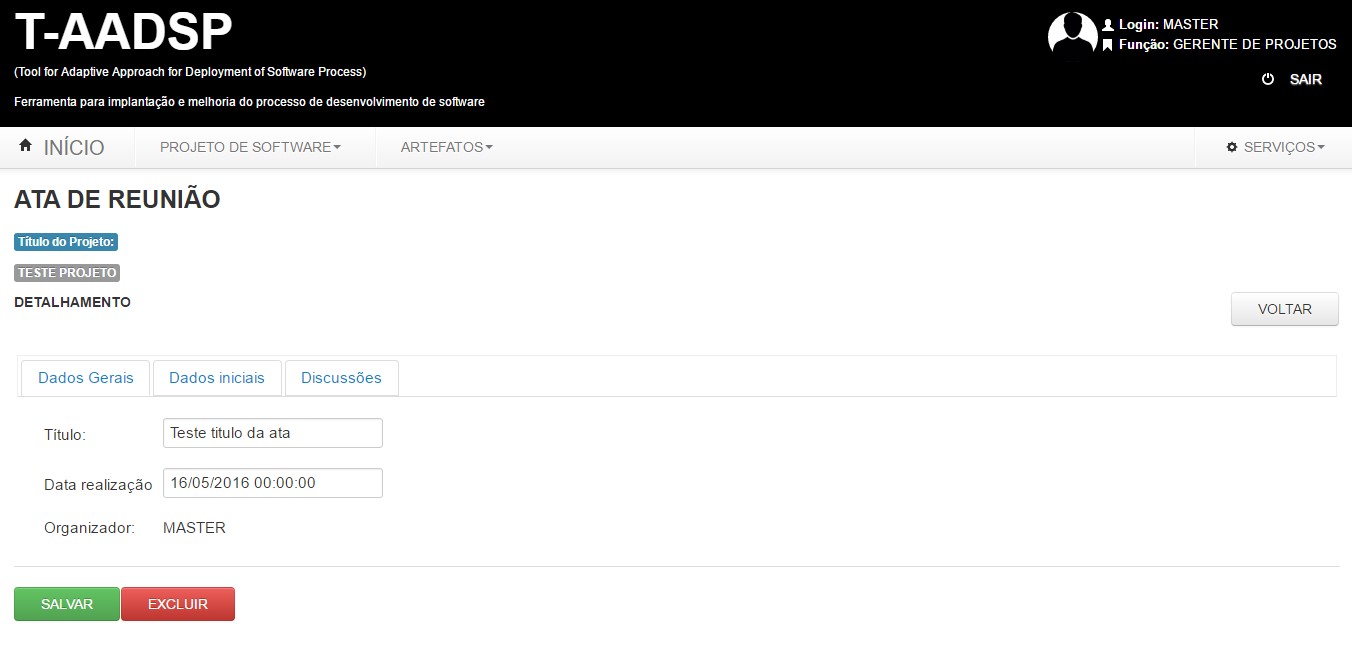 T-AADSP
(Tool for Adaptive Approach for Deployment of Software Process)
Ferramenta para implantação e melhoria do processo de desenvolvimento de software
Login: MASTER
Função: GERENTE DE PROJETOS
SAIR
INÍCIO PROJETO DE SOFTWARE ARTEFATOS SERVIÇOS
ATA DE REUNIÃO
Título do Projeto:
TESTE PROJETO
DETALHAMENTO
VOLTAR
Dados Gerais Dados iniciais Discussões
Título: Teste titulo da ata
Data realização 16/05/2016 00:00:00
Organizador: MASTER
SALVAR EXCLUIR